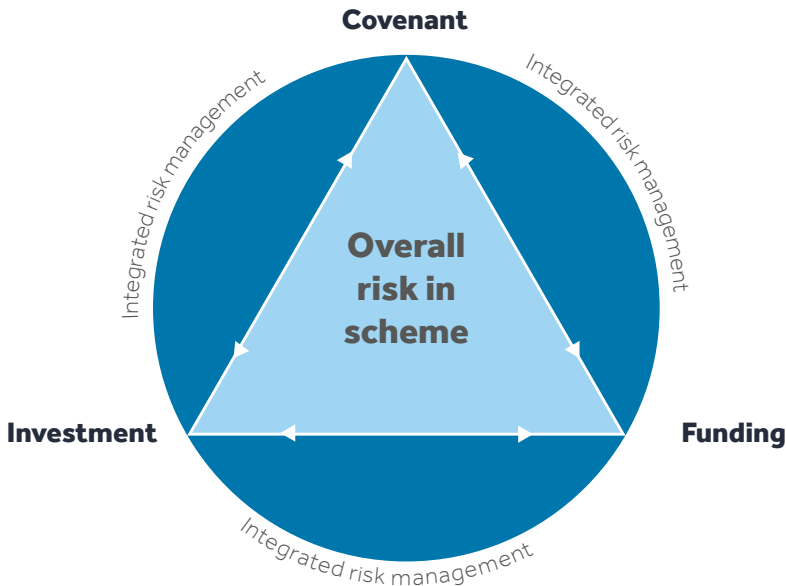 Covenant
Integrated risk management
Integrated risk management
Overall
risk in
scheme
Investment
Funding
Integrated risk management